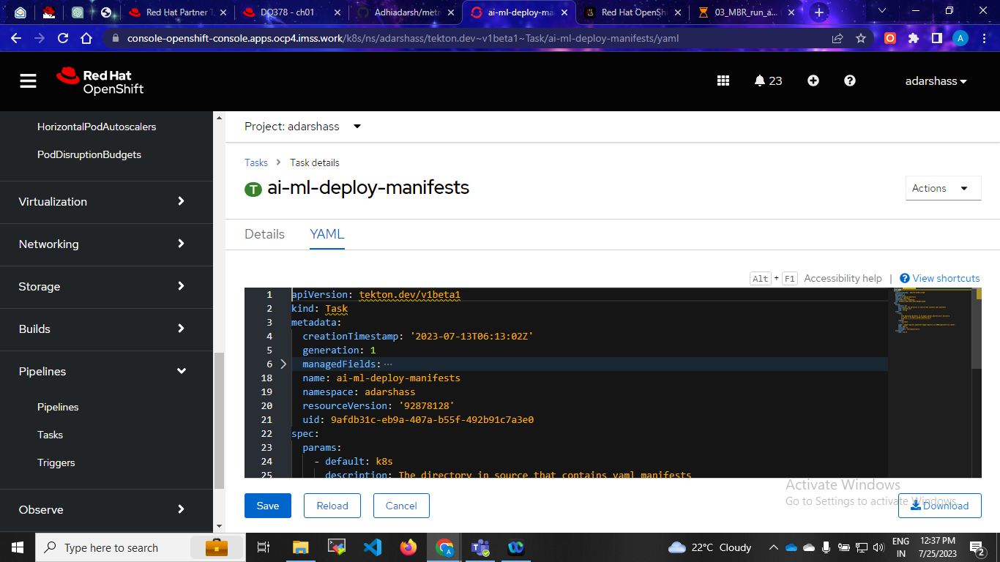 Red Hat Partner T
DO378 - ch01
Adhiadarsh/metr
ai-ml-deploy-ma
Red Hat OpenShi
03_MBR_run_a...
console-openshift-console.apps.ocp4.imss.work/k8s/ns/adarshass/tekton.dev~v1beta1~Task/ai-ml-deploy-manifests/yaml
A
Red Hat
OpenShift
23
adarshass
HorizontalPodAutoscalers
PodDisruptionBudgets
Virtualization
Networking
Storage
Builds
Pipelines
Pipelines
Tasks
Triggers
Observe
Project: adarshass
Tasks > Task details
T ai-ml-deploy-manifests
Actions
Details YAML
Alt + F1 Accessibility help | View shortcuts
1 apiVersion: tekton.dev/v1beta1
2 kind: Task
3 metadata:
4 creationTimestamp: '2023-07-13T06:13:02Z'
5 generation: 1
6 managedFields: ...
18 name: ai-ml-deploy-manifests
19 namespace: adarshass
20 resourceVersion: '92878128'
21 uid: 9afdb31c-eb9a-407a-b55f-492b91c7a3e0
22 spec:
23 params:
24 - default: k8s
25 description: The directory in source that contains yaml manifests
Activate Windows
Go to Settings to activate Windows.
Save Reload Cancel Download
Type here to search
22°C Cloudy
ENG
IN
12:37 PM
7/25/2023
2